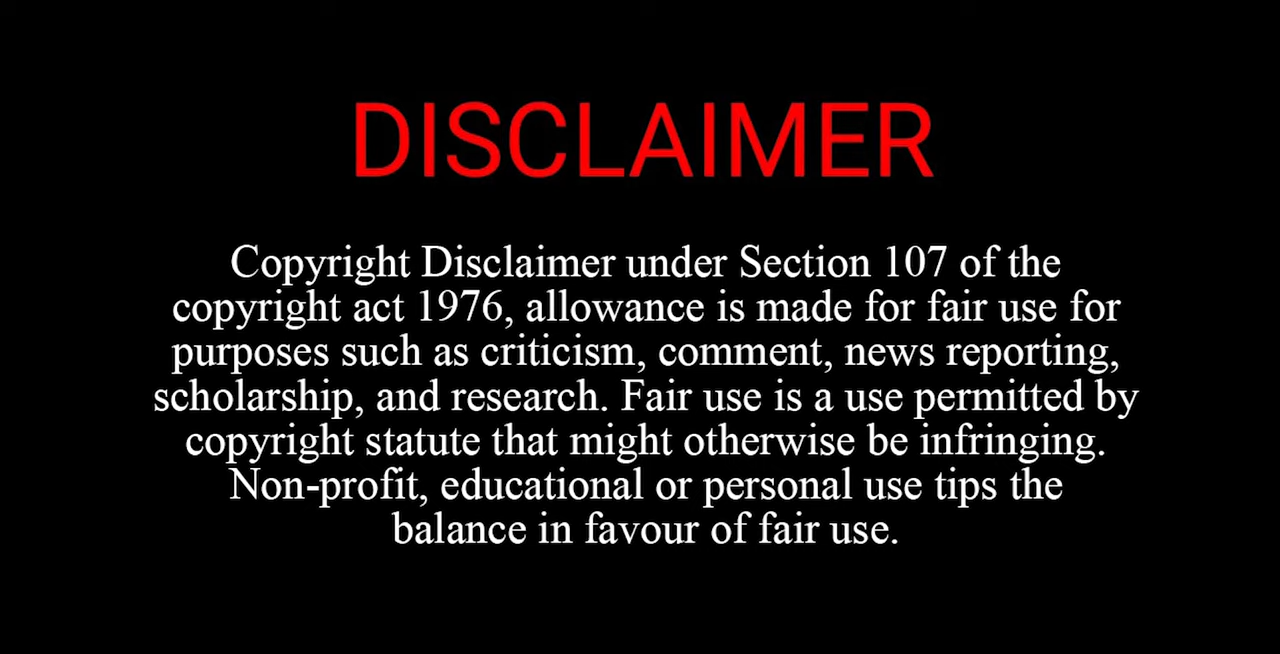 DISCLAIMER
Copyright Disclaimer under Section 107 of the
copyright act 1976, allowance is made for fair use for
purposes such as criticism, comment, news reporting,
scholarship, and research. Fair use is a use permitted by
copyright statute that might otherwise be infringing.
Non-profit, educational or personal use tips the
balance in favour of fair use.